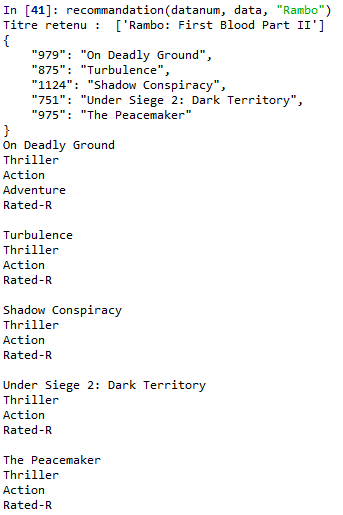 In [41]: recommandation(datanum, data, "Rambo")
Titre retenu :  ['Rambo: First Blood Part II']
{
    "979": "On Deadly Ground",
    "875": "Turbulence",
    "1124": "Shadow Conspiracy",
    "751": "Under Siege 2: Dark Territory",
    "975": "The Peacemaker"
}
On Deadly Ground
Thriller
Action
Adventure
Rated-R

Turbulence
Thriller
Action
Rated-R

Shadow Conspiracy
Thriller
Action
Rated-R

Under Siege 2: Dark Territory
Thriller
Action
Rated-R

The Peacemaker
Thriller
Action
Rated-R